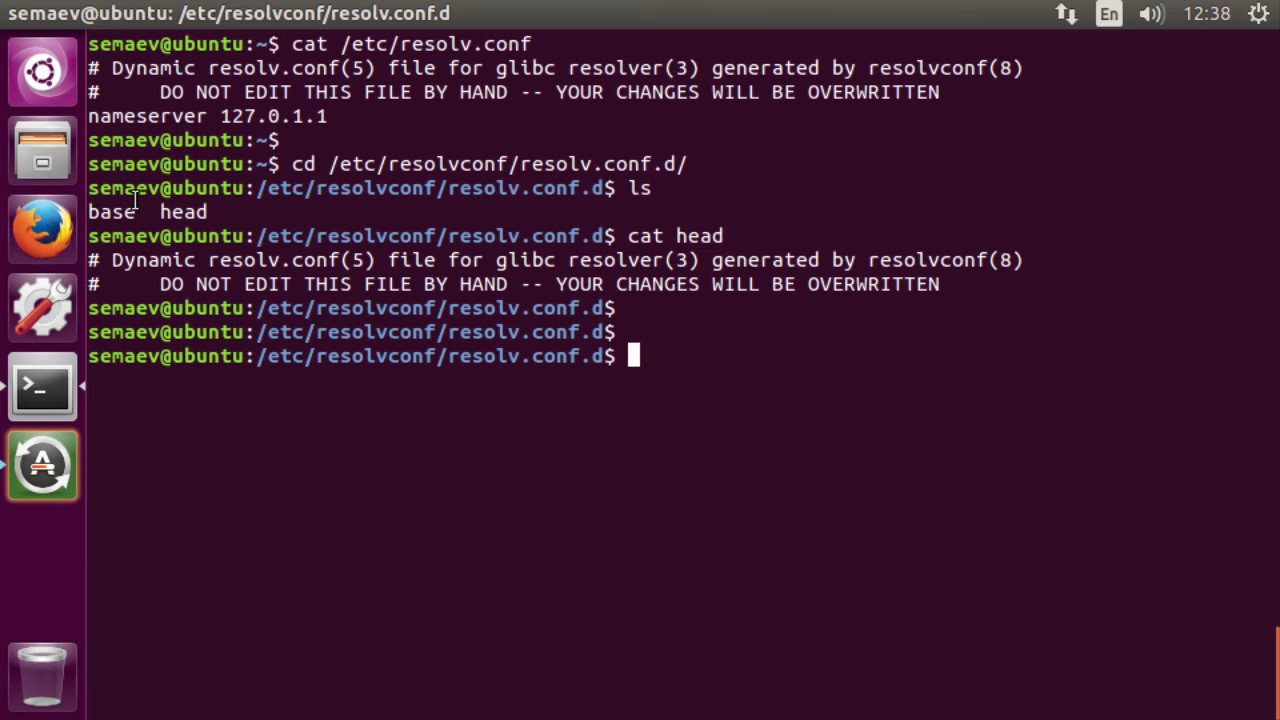 semaev@ubuntu: /etc/resolvconf/resolv.conf.d
En
12:38
semaev@ubuntu:~$ cat /etc/resolv.conf
# Dynamic resolv.conf(5) file for glibc resolver(3) generated by resolvconf(8)
#     DO NOT EDIT THIS FILE BY HAND -- YOUR CHANGES WILL BE OVERWRITTEN
nameserver 127.0.1.1
semaev@ubuntu:~$
semaev@ubuntu:~$ cd /etc/resolvconf/resolv.conf.d/
semaev@ubuntu:/etc/resolvconf/resolv.conf.d$ ls
base  head
semaev@ubuntu:/etc/resolvconf/resolv.conf.d$ cat head
# Dynamic resolv.conf(5) file for glibc resolver(3) generated by resolvconf(8)
#     DO NOT EDIT THIS FILE BY HAND -- YOUR CHANGES WILL BE OVERWRITTEN
semaev@ubuntu:/etc/resolvconf/resolv.conf.d$
semaev@ubuntu:/etc/resolvconf/resolv.conf.d$
semaev@ubuntu:/etc/resolvconf/resolv.conf.d$